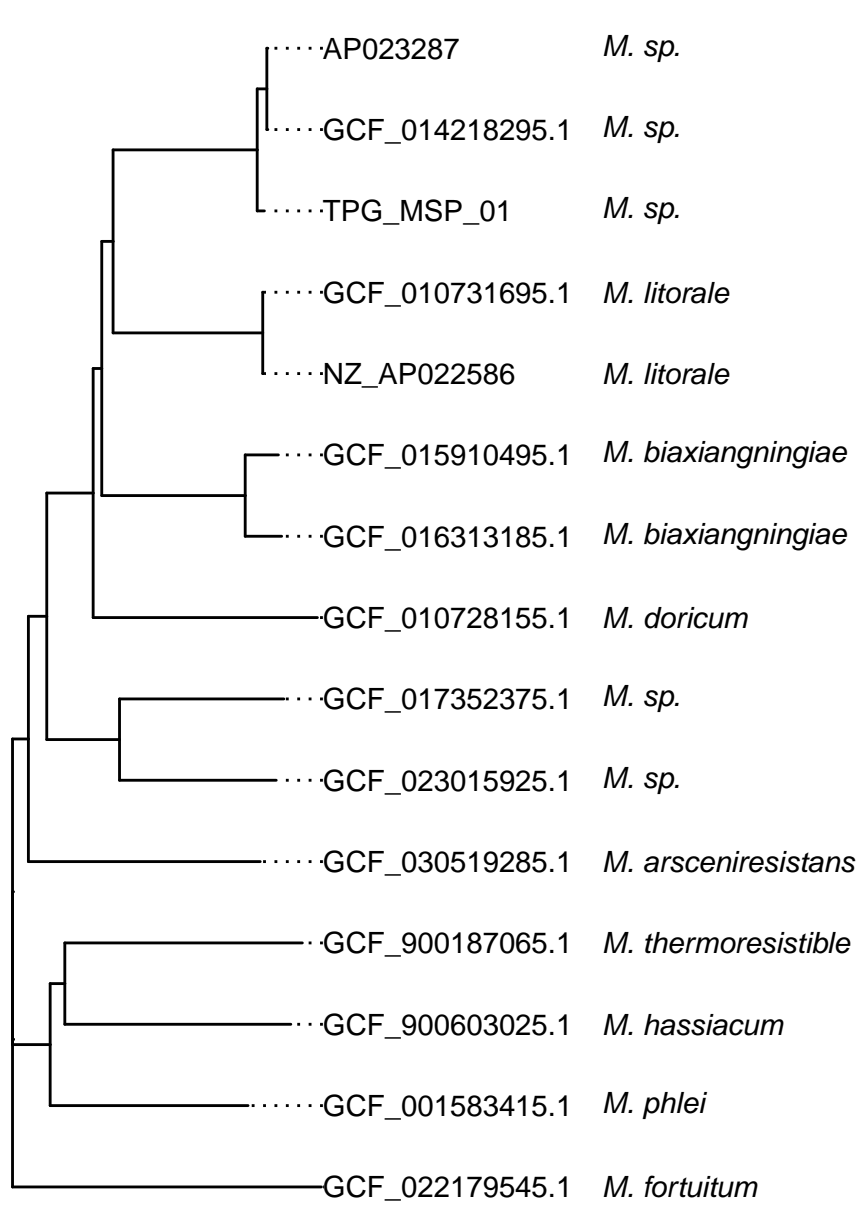 AP023287 M. sp.
GCF_014218295.1 M. sp.
TPG_MSP_01 M. sp.
GCF_010731695.1 M. litorale
NZ_AP022586 M. litorale
GCF_015910495.1 M. biaxiangningiae
GCF_016313185.1 M. biaxiangningiae
GCF_010728155.1 M. doricum
GCF_017352375.1 M. sp.
GCF_023015925.1 M. sp.
GCF_030519285.1 M. arsceniresistans
GCF_900187065.1 M. thermoresistible
GCF_900603025.1 M. hassiacum
GCF_001583415.1 M. phlei
GCF_022179545.1 M. fortuitum